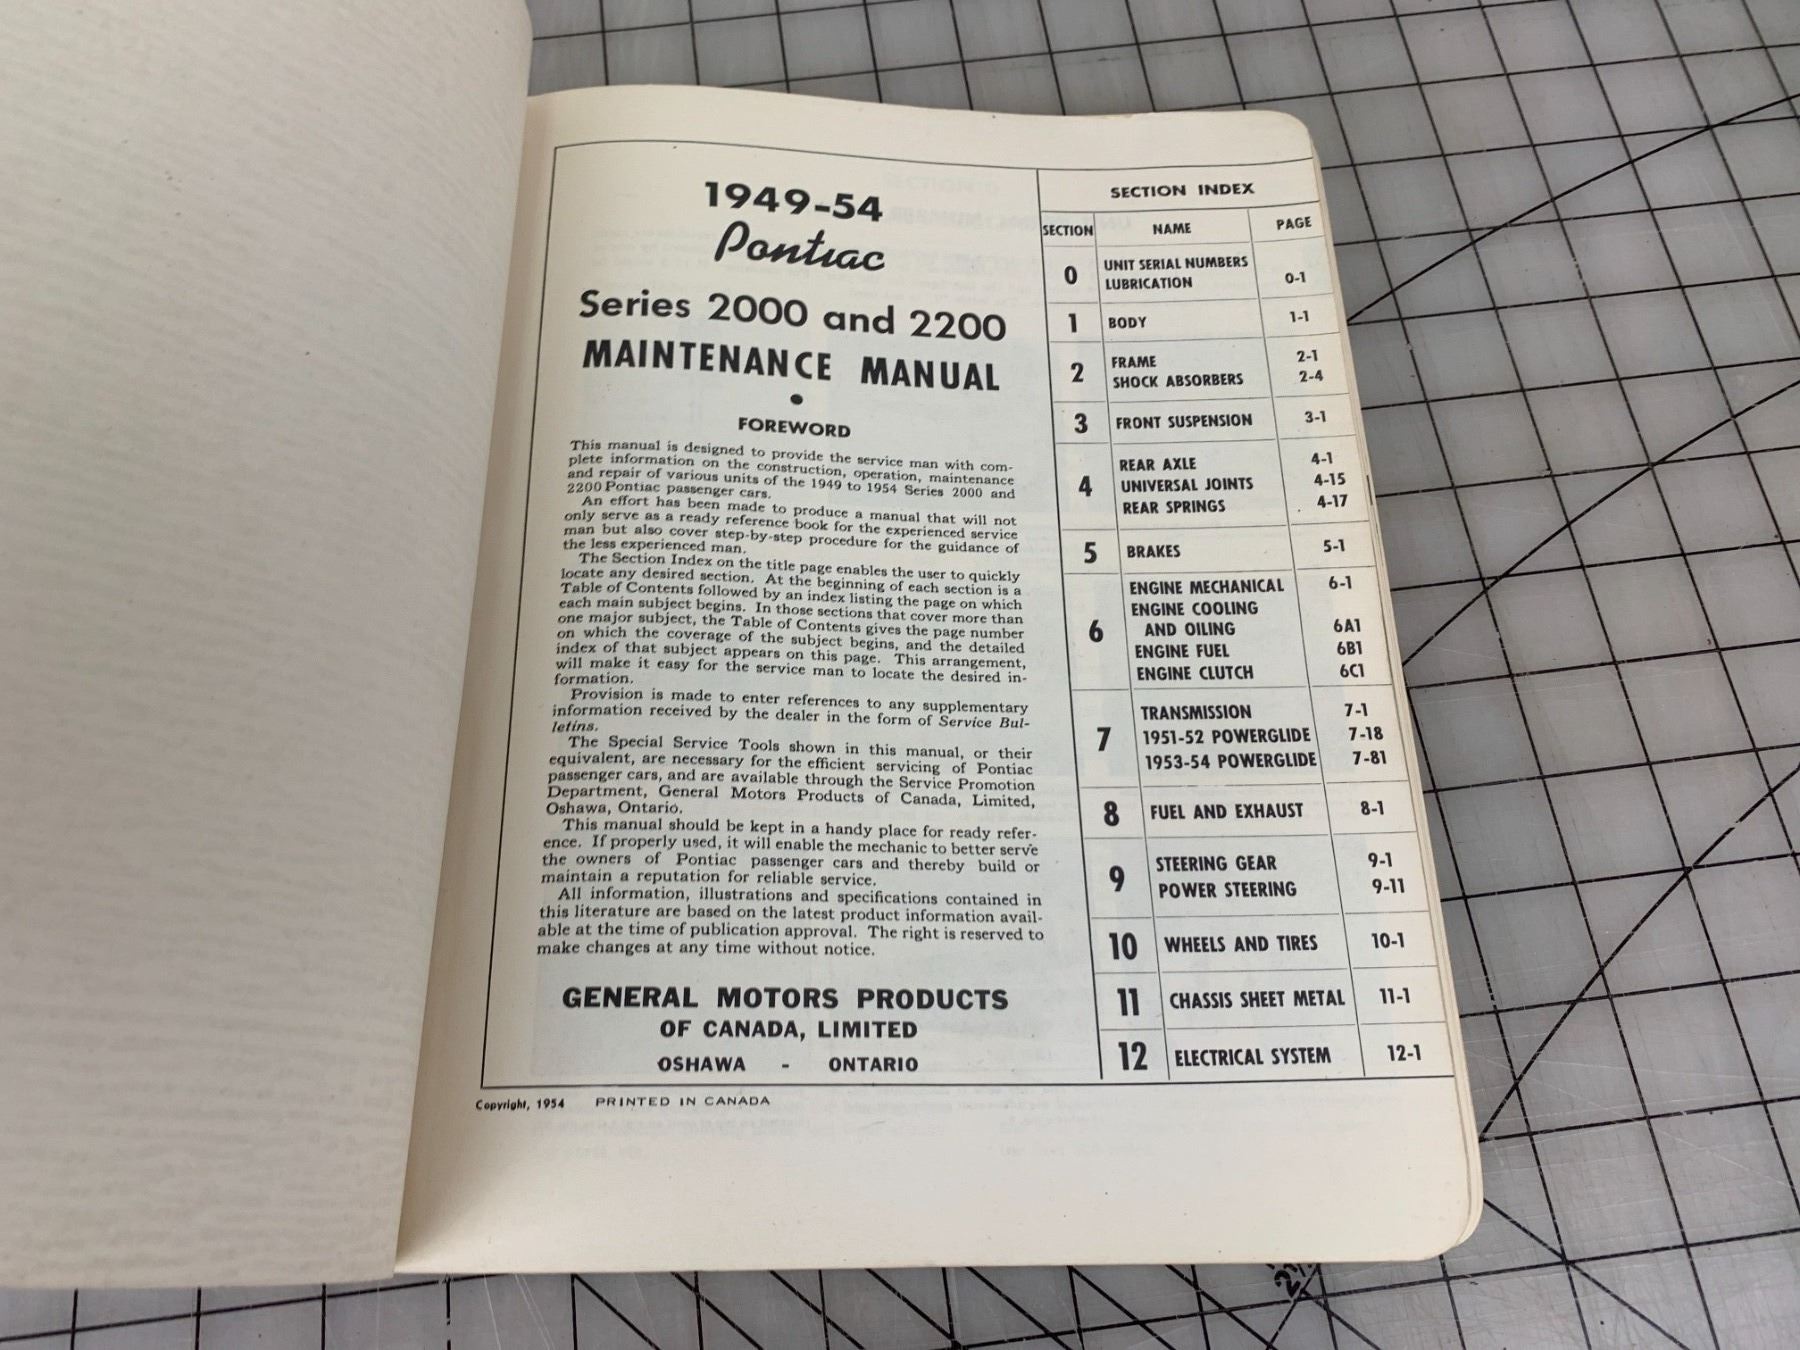 1949-54
Pontiac
Series 2000 and 2200
MAINTENANCE MANUAL
•
FOREWORD
This manual is designed to provide the service man with com-
plete information on the construction, operation, maintenance
and repair of various units of the 1949 to 1954 Series 2000 and
2200 Pontiac passenger cars.
An effort has been made to produce a manual that will not
only serve as a ready reference book for the experienced service
man but also cover step-by-step procedure for the guidance of
the less experienced man.
The Section Index on the title page enables the user to quickly
locate any desired section. At the beginning of each section is a
Table of Contents followed by an index listing the page on which
each main subject begins. In those sections that cover more than
one major subject, the Table of Contents gives the page number
on which the coverage of the subject begins, and the detailed
index of that subject appears on this page. This arrangement,
will make it easy for the service man to locate the desired in-
formation.
Provision is made to enter references to any supplementary
information received by the dealer in the form of Service Bul-
letins.
The Special Service Tools shown in this manual, or their
equivalent, are necessary for the efficient servicing of Pontiac
passenger cars, and are available through the Service Promotion
Department, General Motors Products of Canada, Limited,
Oshawa, Ontario.
This manual should be kept in a handy place for ready refer-
ence. If properly used, it will enable the mechanic to better serve
the owners of Pontiac passenger cars and thereby build or
maintain a reputation for reliable service.
All information, illustrations and specifications contained in
this literature are based on the latest product information avail-
able at the time of publication approval. The right is reserved to
make changes at any time without notice.
GENERAL MOTORS PRODUCTS
OF CANADA, LIMITED
OSHAWA - ONTARIO
Copyright, 1954 PRINTED IN CANADA
SECTION INDEX
SECTION NAME PAGE
0 UNIT SERIAL NUMBERS
LUBRICATION 0-1
1 BODY 1-1
2 FRAME 2-1
SHOCK ABSORBERS 2-4
3 FRONT SUSPENSION 3-1
4 REAR AXLE 4-1
UNIVERSAL JOINTS 4-15
REAR SPRINGS 4-17
5 BRAKES 5-1
6 ENGINE MECHANICAL 6-1
ENGINE COOLING
AND OILING 6A1
ENGINE FUEL 6B1
ENGINE CLUTCH 6C1
7 TRANSMISSION 7-1
1951-52 POWERGLIDE 7-18
1953-54 POWERGLIDE 7-81
8 FUEL AND EXHAUST 8-1
9 STEERING GEAR 9-1
POWER STEERING 9-11
10 WHEELS AND TIRES 10-1
11 CHASSIS SHEET METAL 11-1
12 ELECTRICAL SYSTEM 12-1